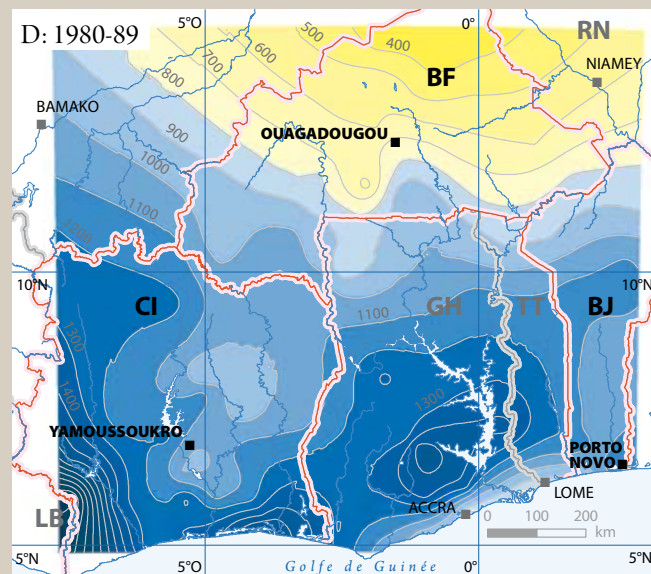 D: 1980-89
5°O
0°
RN
500
400
600
700
800
BF
NIAMEY
BAMAKO
OUAGADOUGOU
900
1000
1100
1200
10°N
10°N
CI
1100
GH
TT
BJ
1300
1400
1300
YAMOUSSOUKRO
PORTO
NOVO
LOME
ACCRA
LB
0 100 200
km
5°N
5°O
Golfe de Guinée
0°
5°N